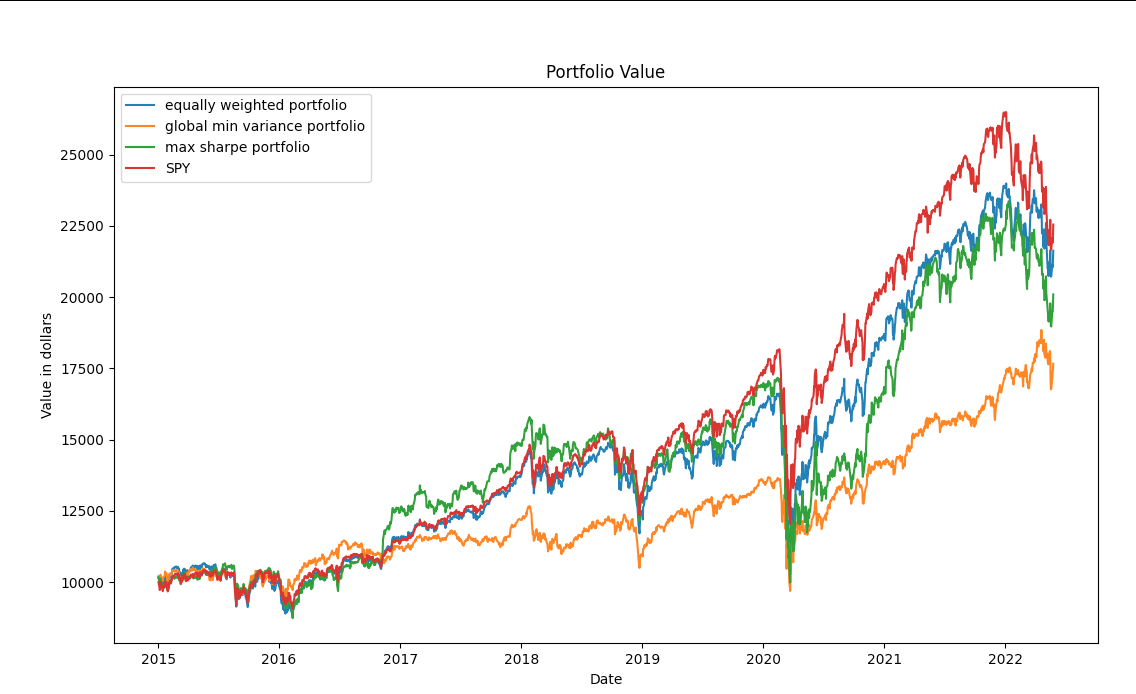 Portfolio Value
equally weighted portfolio
global min variance portfolio
max sharpe portfolio
SPY
25000
22500
20000
17500
15000
12500
10000
Value in dollars
2015 2016 2017 2018 2019 2020 2021 2022
Date